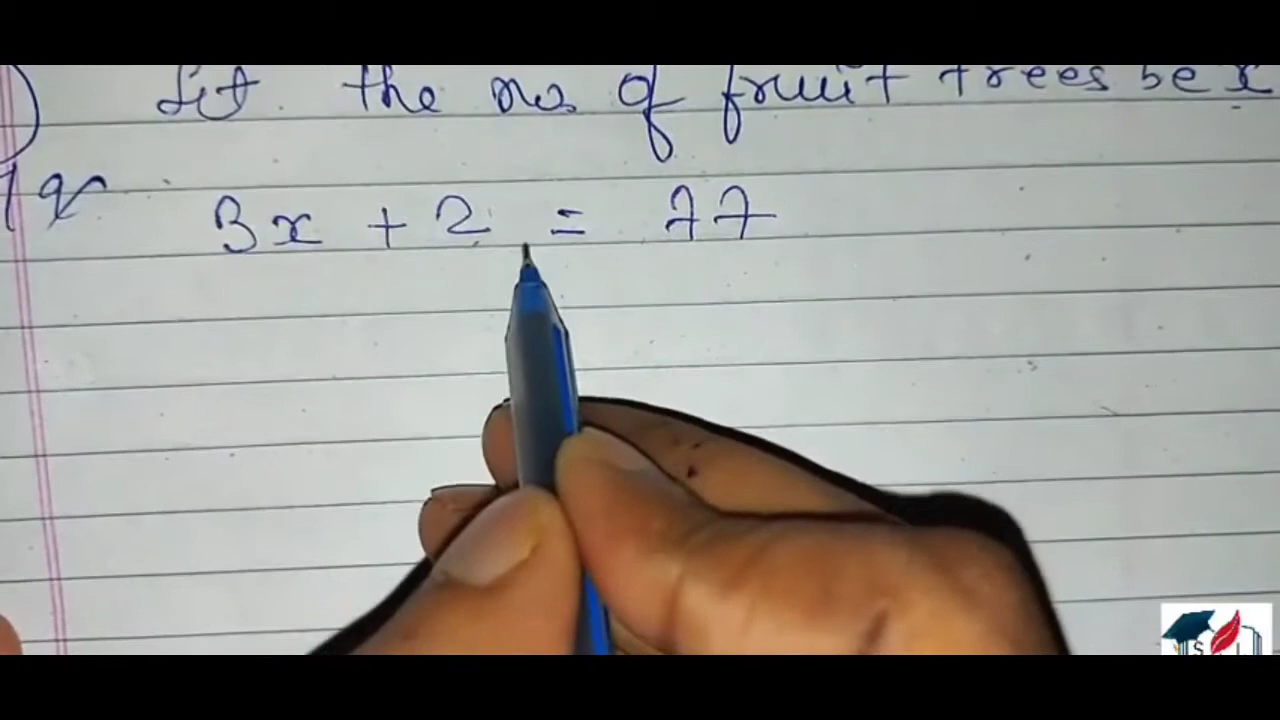 ) Let the no of fruit trees be x
3x + 2 = 77
S L